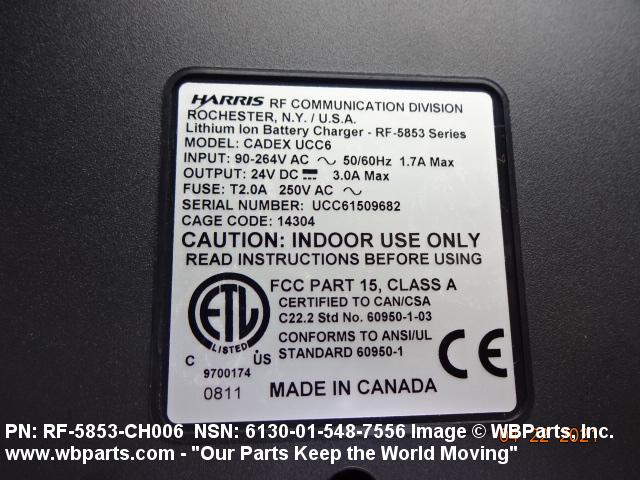 HARRIS RF COMMUNICATION DIVISION
ROCHESTER, N.Y. / U.S.A.
Lithium Ion Battery Charger - RF-5853 Series
MODEL: CADEX UCC6
INPUT: 90-264V AC ～ 50/60Hz 1.7A Max
OUTPUT: 24V DC ⎓ 3.0A Max
FUSE: T2.0A 250V AC ～
SERIAL NUMBER: UCC61509682
CAGE CODE: 14304
CAUTION: INDOOR USE ONLY
READ INSTRUCTIONS BEFORE USING
FCC PART 15, CLASS A
CERTIFIED TO CAN/CSA
C22.2 Std No. 60950-1-03
CONFORMS TO ANSI/UL
STANDARD 60950-1
ETL
LISTED
C US
9700174
0811
CE
MADE IN CANADA
PN: RF-5853-CH006 NSN: 6130-01-548-7556 Image © WBParts, Inc.
01 22 2021
www.wbparts.com - "Our Parts Keep the World Moving"